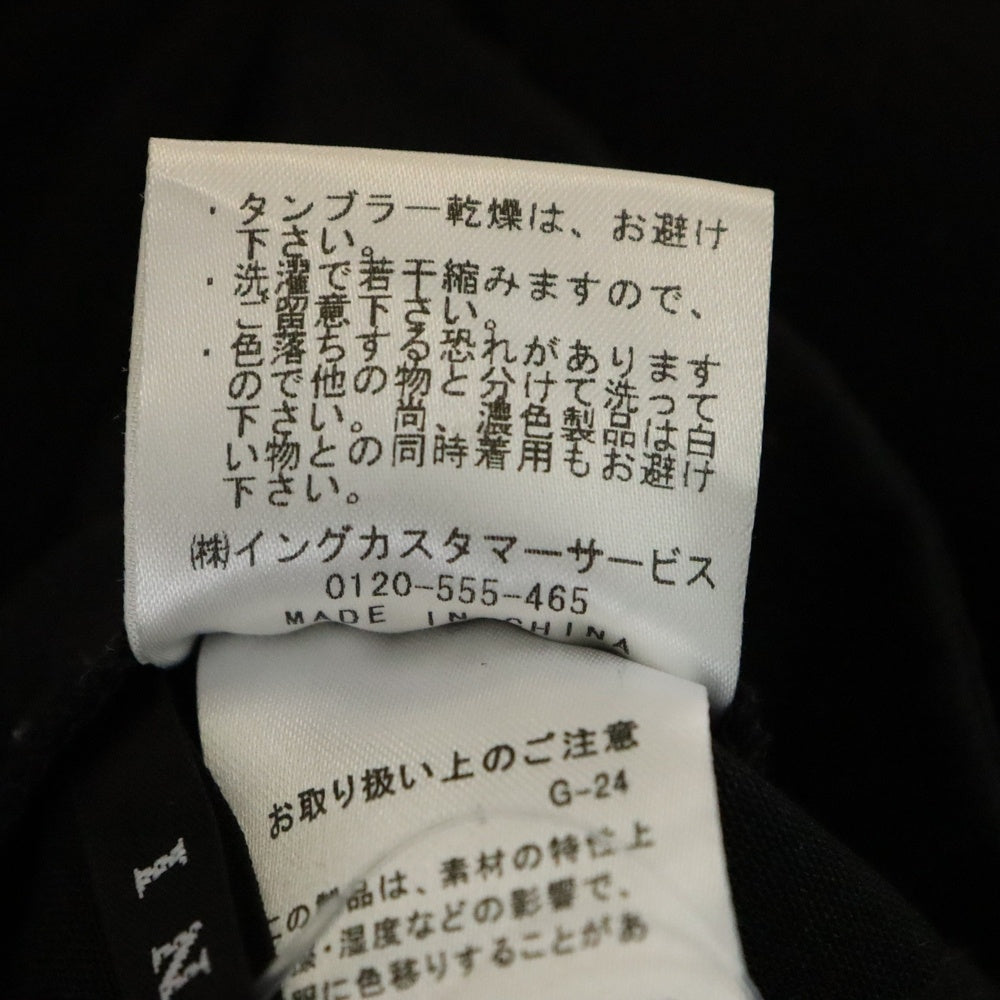 ・タンブラー乾燥は、お避け
下さい。
・洗濯で若干縮みますので、
ご留意下さい。
・色落ちする恐れがあります
ので他の物と分けて洗って
下さい。尚、濃色製品は白
い物との同時着用もお避け
下さい。
㈱イングカスタマーサービス
0120-555-465
MADE IN CHINA
お取り扱い上のご注意
G-24
この製品は、素材の特性上
・湿度などの影響で、
に色移りすることがあ
IN